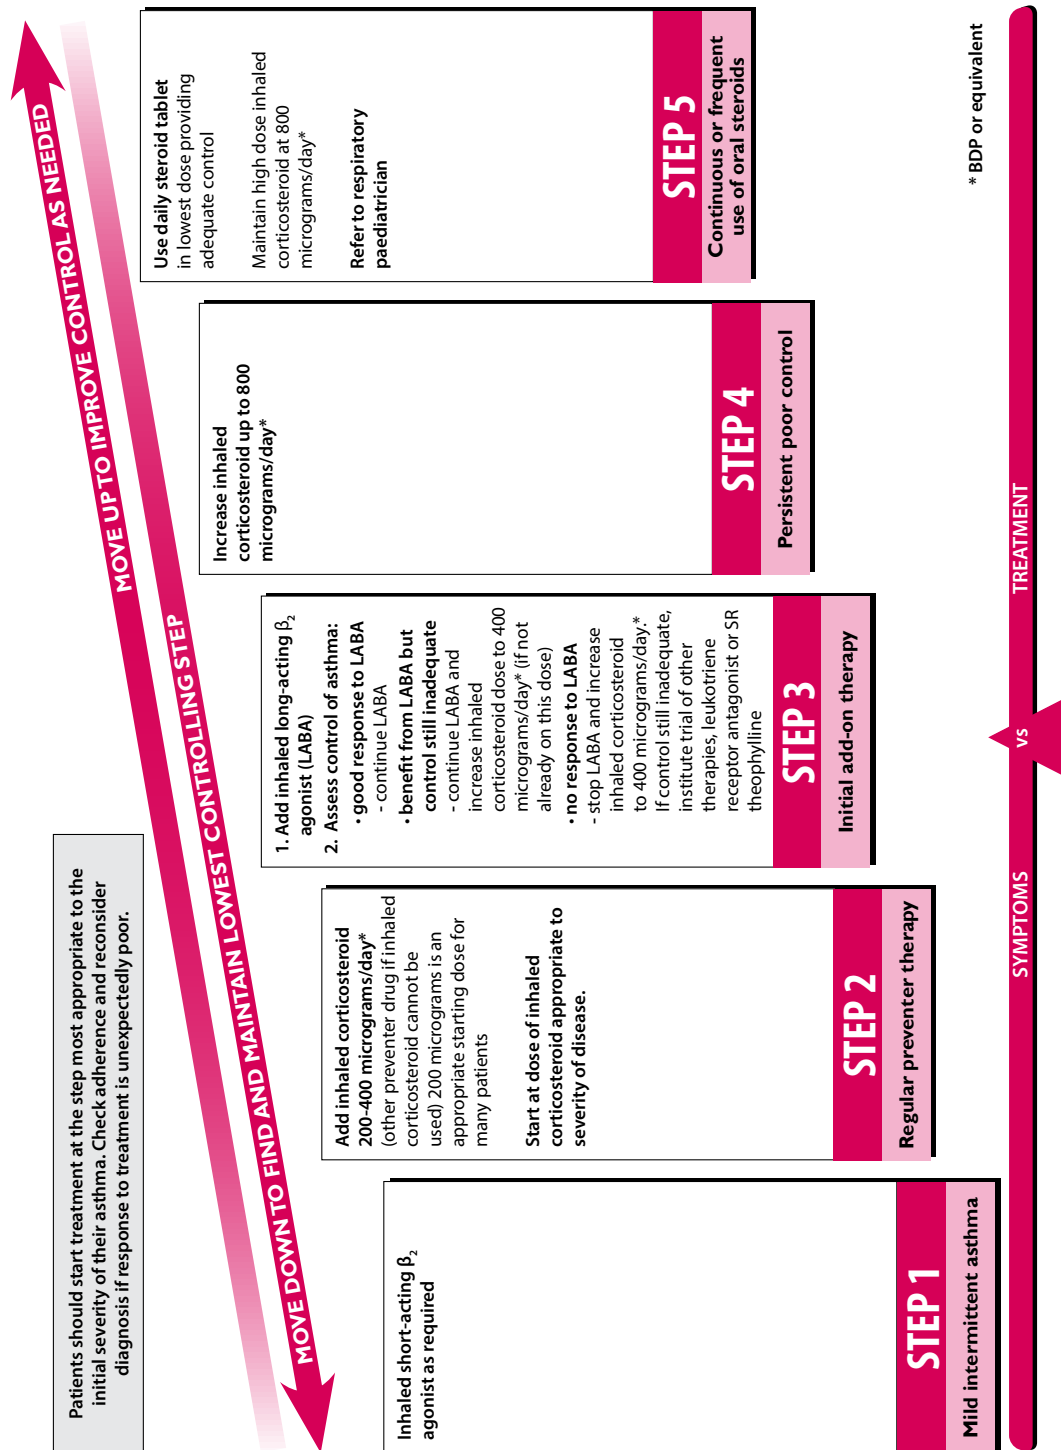 Patients should start treatment at the step most appropriate to the
initial severity of their asthma. Check adherence and reconsider
diagnosis if response to treatment is unexpectedly poor.
MOVE UP TO IMPROVE CONTROL AS NEEDED
MOVE DOWN TO FIND AND MAINTAIN LOWEST CONTROLLING STEP
Inhaled short-acting β₂
agonist as required
STEP 1
Mild intermittent asthma
Add inhaled corticosteroid
200-400 micrograms/day*
(other preventer drug if inhaled
corticosteroid cannot be
used) 200 micrograms is an
appropriate starting dose for
many patients
Start at dose of inhaled
corticosteroid appropriate to
severity of disease.
STEP 2
Regular preventer therapy
1. Add inhaled long-acting β₂
agonist (LABA)
2. Assess control of asthma:
• good response to LABA
- continue LABA
• benefit from LABA but
control still inadequate
- continue LABA and
increase inhaled
corticosteroid dose to 400
micrograms/day* (if not
already on this dose)
• no response to LABA
- stop LABA and increase
inhaled corticosteroid
to 400 micrograms/day.*
If control still inadequate,
institute trial of other
therapies, leukotriene
receptor antagonist or SR
theophylline
STEP 3
Initial add-on therapy
Increase inhaled
corticosteroid up to 800
micrograms/day*
STEP 4
Persistent poor control
Use daily steroid tablet
in lowest dose providing
adequate control
Maintain high dose inhaled
corticosteroid at 800
micrograms/day*
Refer to respiratory
paediatrician
STEP 5
Continuous or frequent
use of oral steroids
* BDP or equivalent
SYMPTOMS
vs
TREATMENT